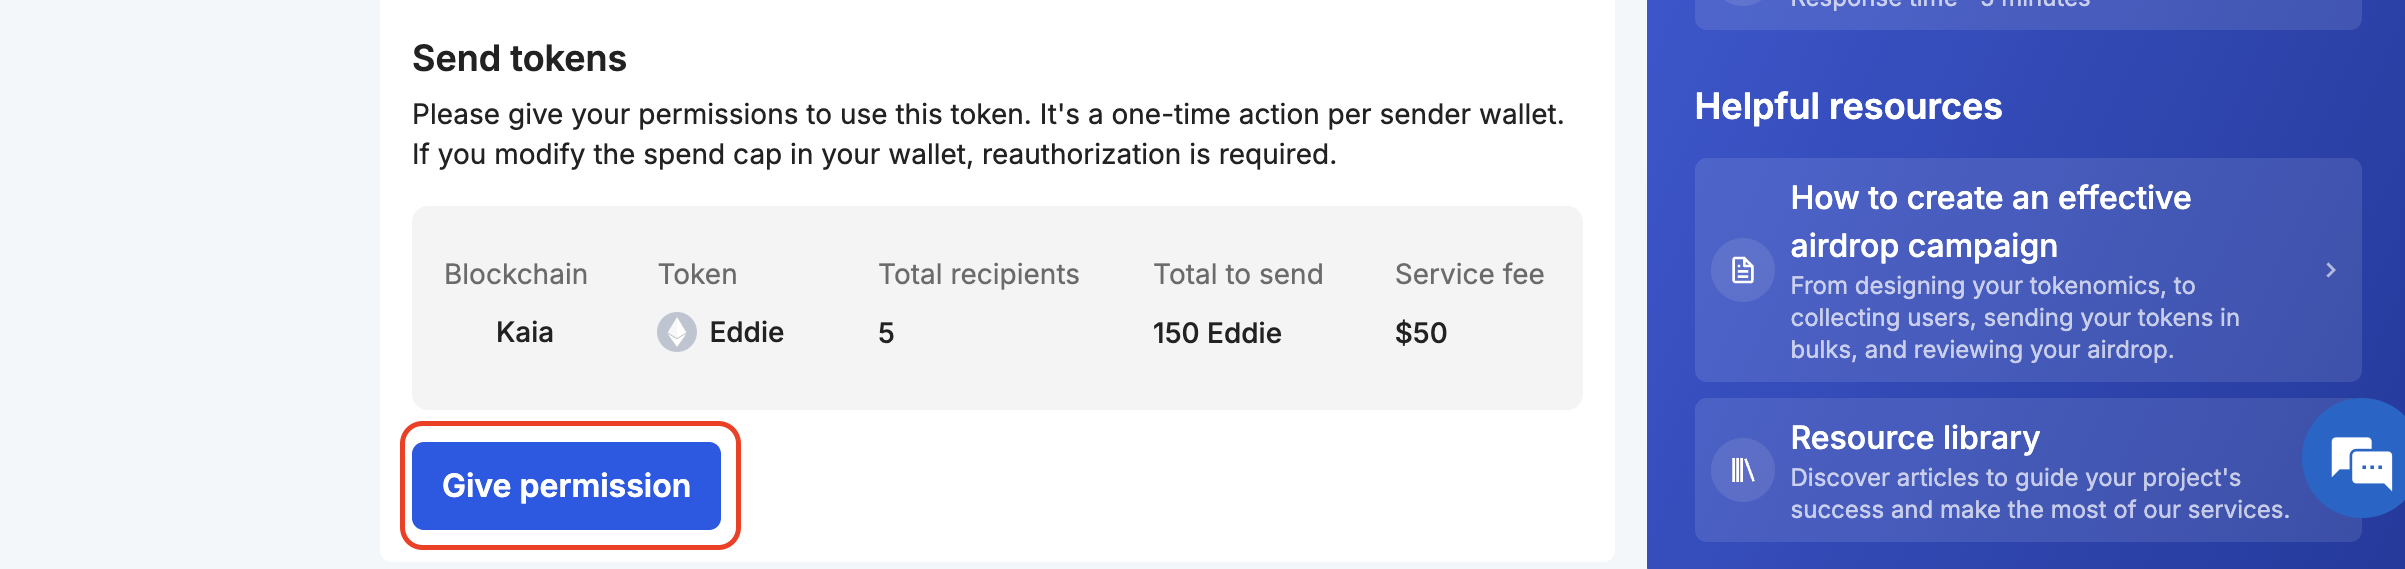 Send tokens
Please give your permissions to use this token. It's a one-time action per sender wallet.
If you modify the spend cap in your wallet, reauthorization is required.
Blockchain Token Total recipients Total to send Service fee
Kaia Eddie 5 150 Eddie $50
Give permission
Response time 5 minutes
Helpful resources
How to create an effective
airdrop campaign
From designing your tokenomics, to
collecting users, sending your tokens in
bulks, and reviewing your airdrop.
Resource library
Discover articles to guide your project's
success and make the most of our services.